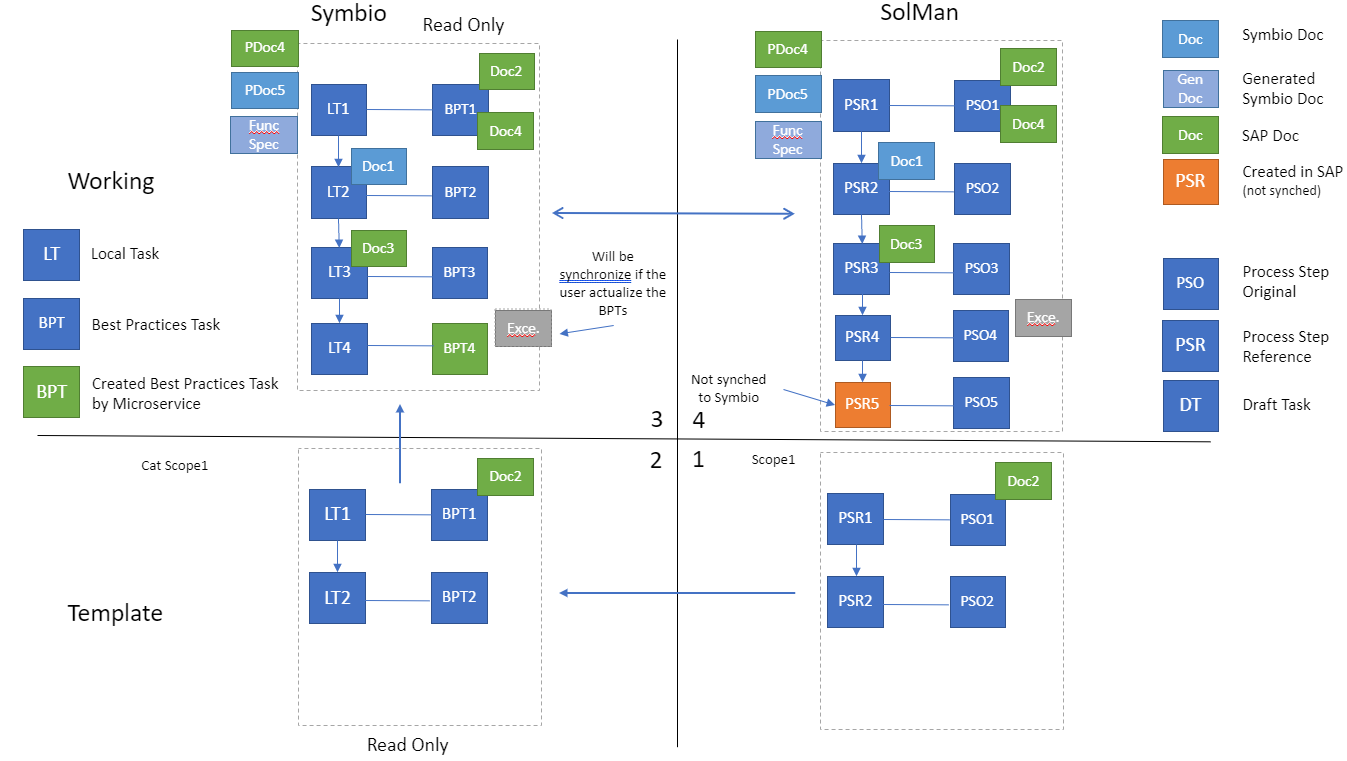 Symbio
Read Only
SolMan
PDoc4
PDoc5
Func
Spec
LT1
BPT1
Doc2
Doc4
Doc1
LT2
BPT2
Doc3
LT3
BPT3
LT4
BPT4
Exce.
Working
LT
Local Task
BPT
Best Practices Task
BPT
Created Best Practices Task
by Microservice
Will be
synchronize if the
user actualize the
BPTs
PDoc4
PDoc5
Func
Spec
PSR1
PSO1
Doc2
Doc4
Doc1
PSR2
PSO2
Doc3
PSR3
PSO3
PSR4
PSO4
Exce.
Not synched
to Symbio
PSR5
PSO5
Doc
Symbio Doc
Gen
Doc
Generated
Symbio Doc
Doc
SAP Doc
PSR
Created in SAP
(not synched)
PSO
Process Step
Original
PSR
Process Step
Reference
DT
Draft Task
3
4
2
1
Cat Scope1
Doc2
LT1
BPT1
LT2
BPT2
Template
Read Only
Scope1
Doc2
PSR1
PSO1
PSR2
PSO2